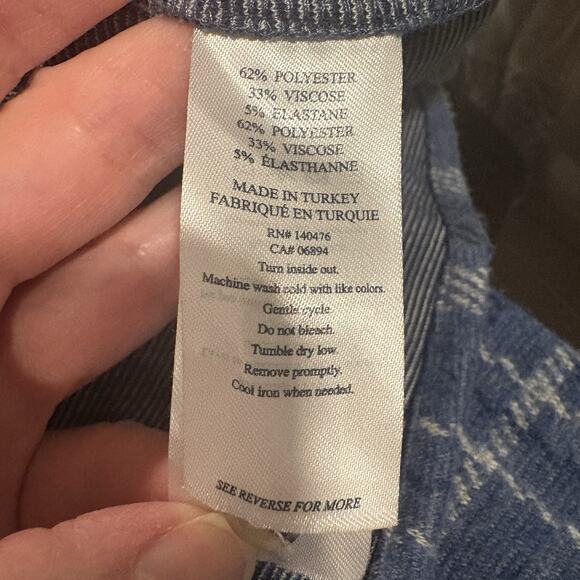 62% POLYESTER
33% VISCOSE
5% ELASTANE
62% POLYESTER
33% VISCOSE
5% ÉLASTHANNE
MADE IN TURKEY
FABRIQUÉ EN TURQUIE
RN# 140476
CA# 06894
Turn inside out.
Machine wash cold with like colors.
Gentle cycle.
Do not bleach.
Tumble dry low.
Remove promptly.
Cool iron when needed.
SEE REVERSE FOR MORE